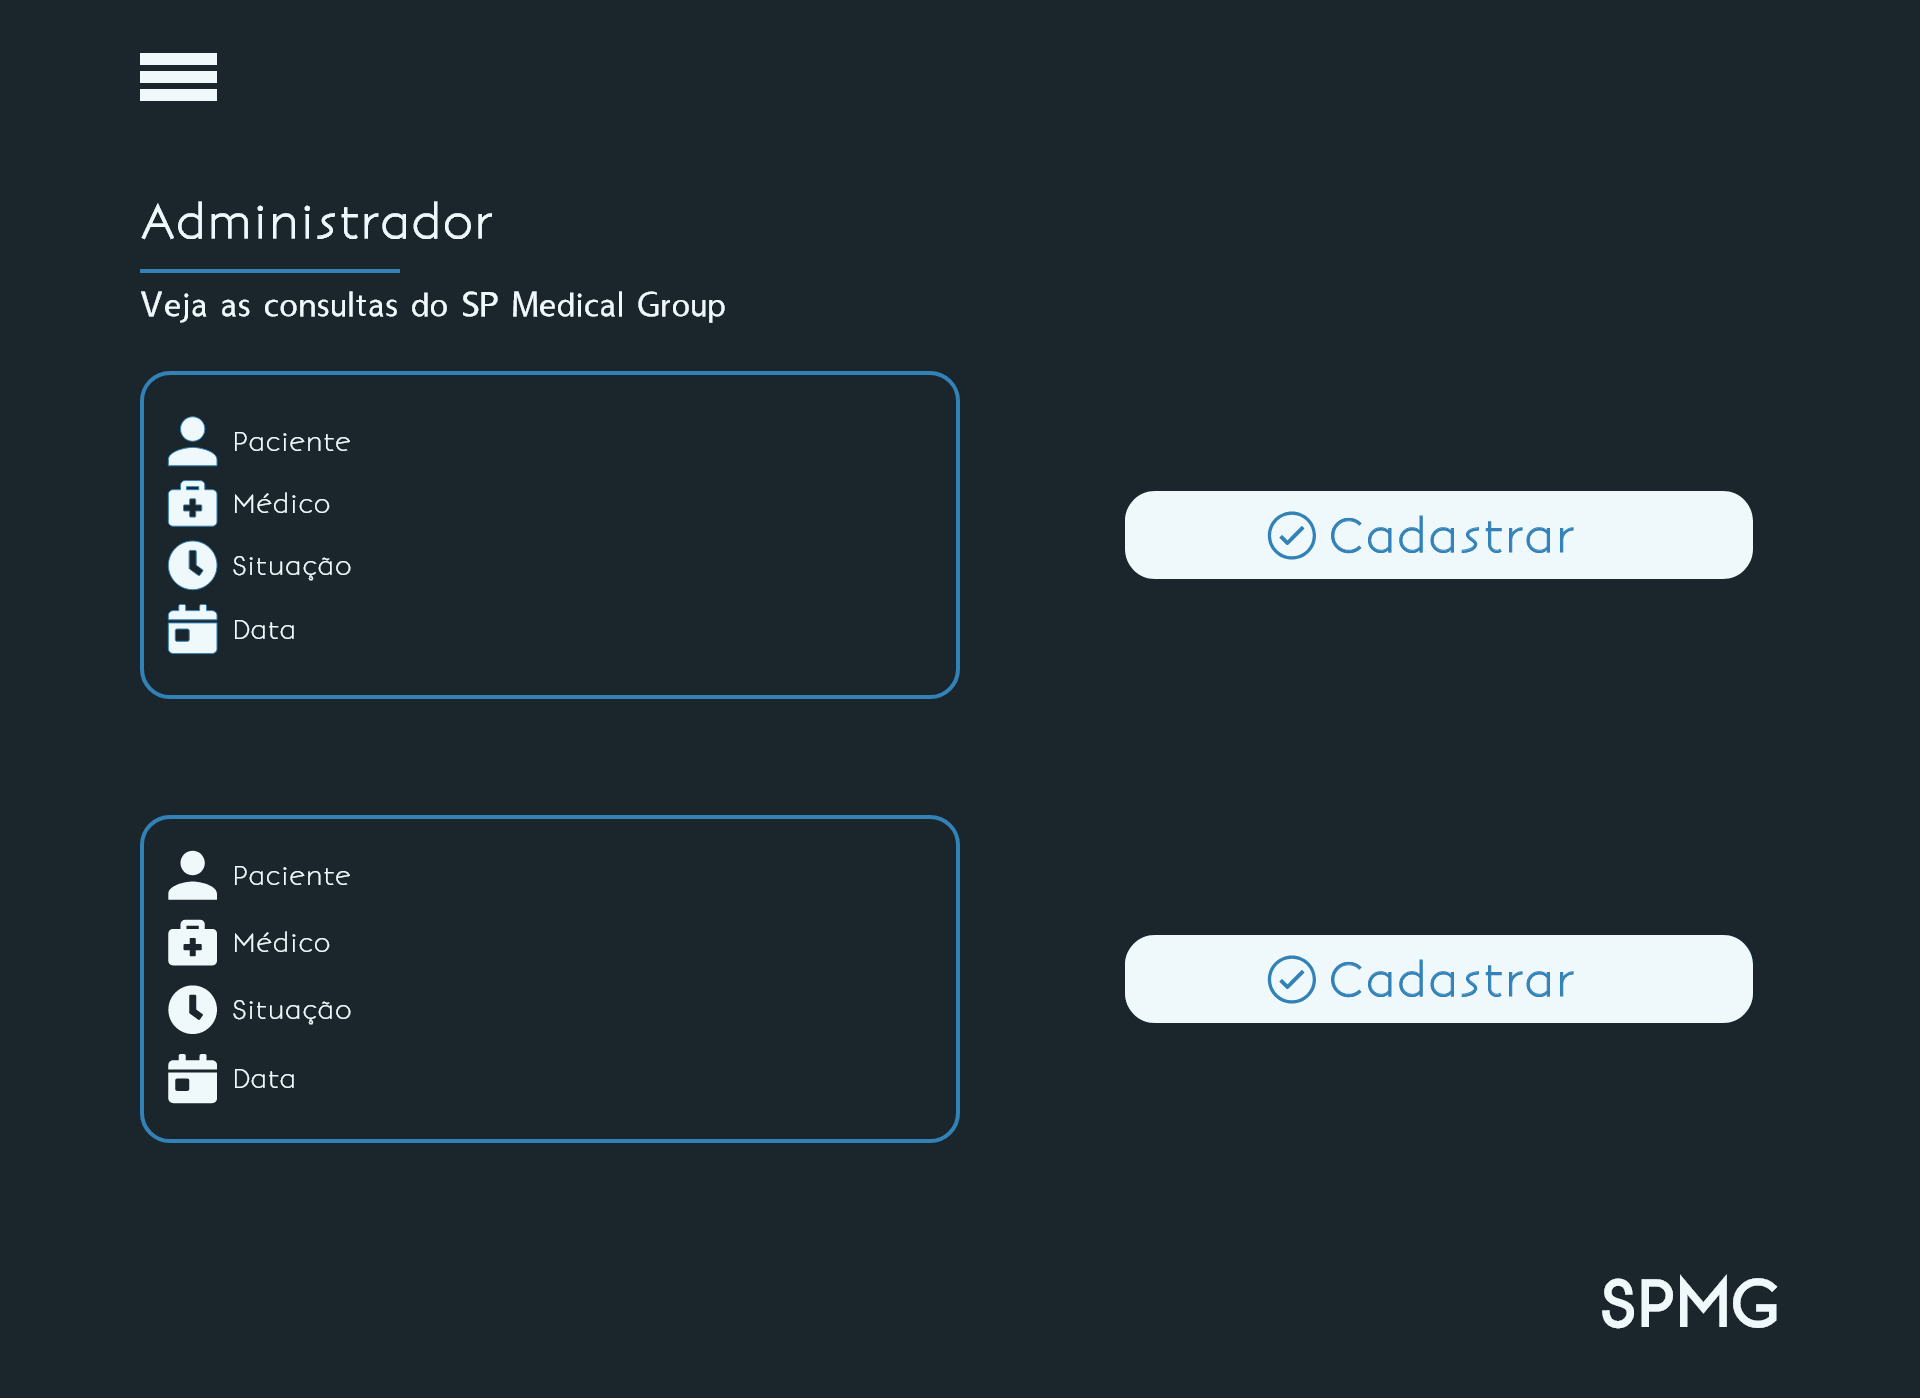 Administrador
Veja as consultas do SP Medical Group
Paciente
Médico
Situação
Data
Cadastrar
Paciente
Médico
Situação
Data
Cadastrar
SPMG